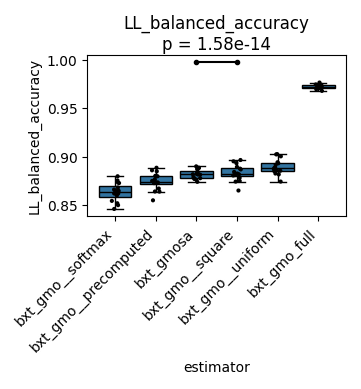 LL_balanced_accuracy
p = 1.58e-14
1.00
0.95
0.90
0.85
LL_balanced_accuracy
bxt_gmo__softmax
bxt_gmo__precomputed
bxt_gmosa
bxt_gmo__square
bxt_gmo__uniform
bxt_gmo_full
estimator